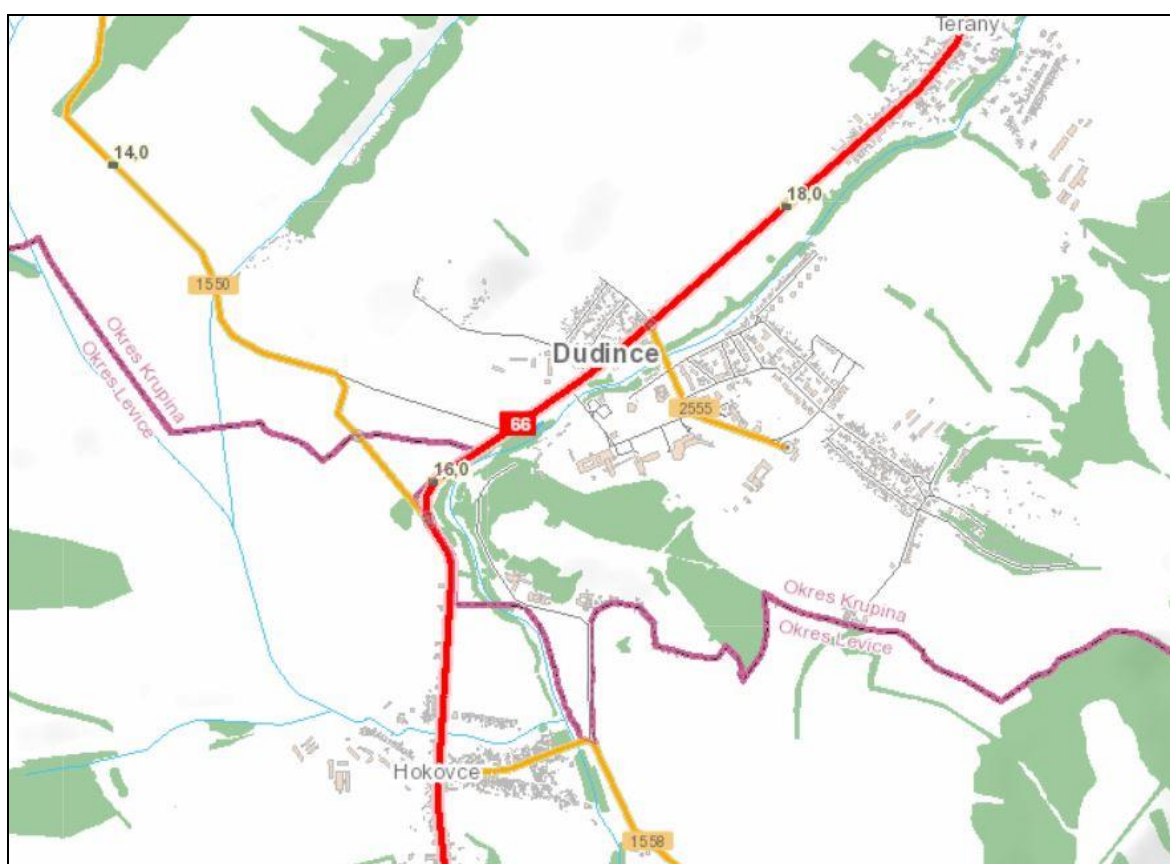 Terany
14,0
18,0
1550
Okres Krupina
Okres Levice
Dudince
2555
66
16,0
Okres Krupina
Okres Levice
Hokovce
1558